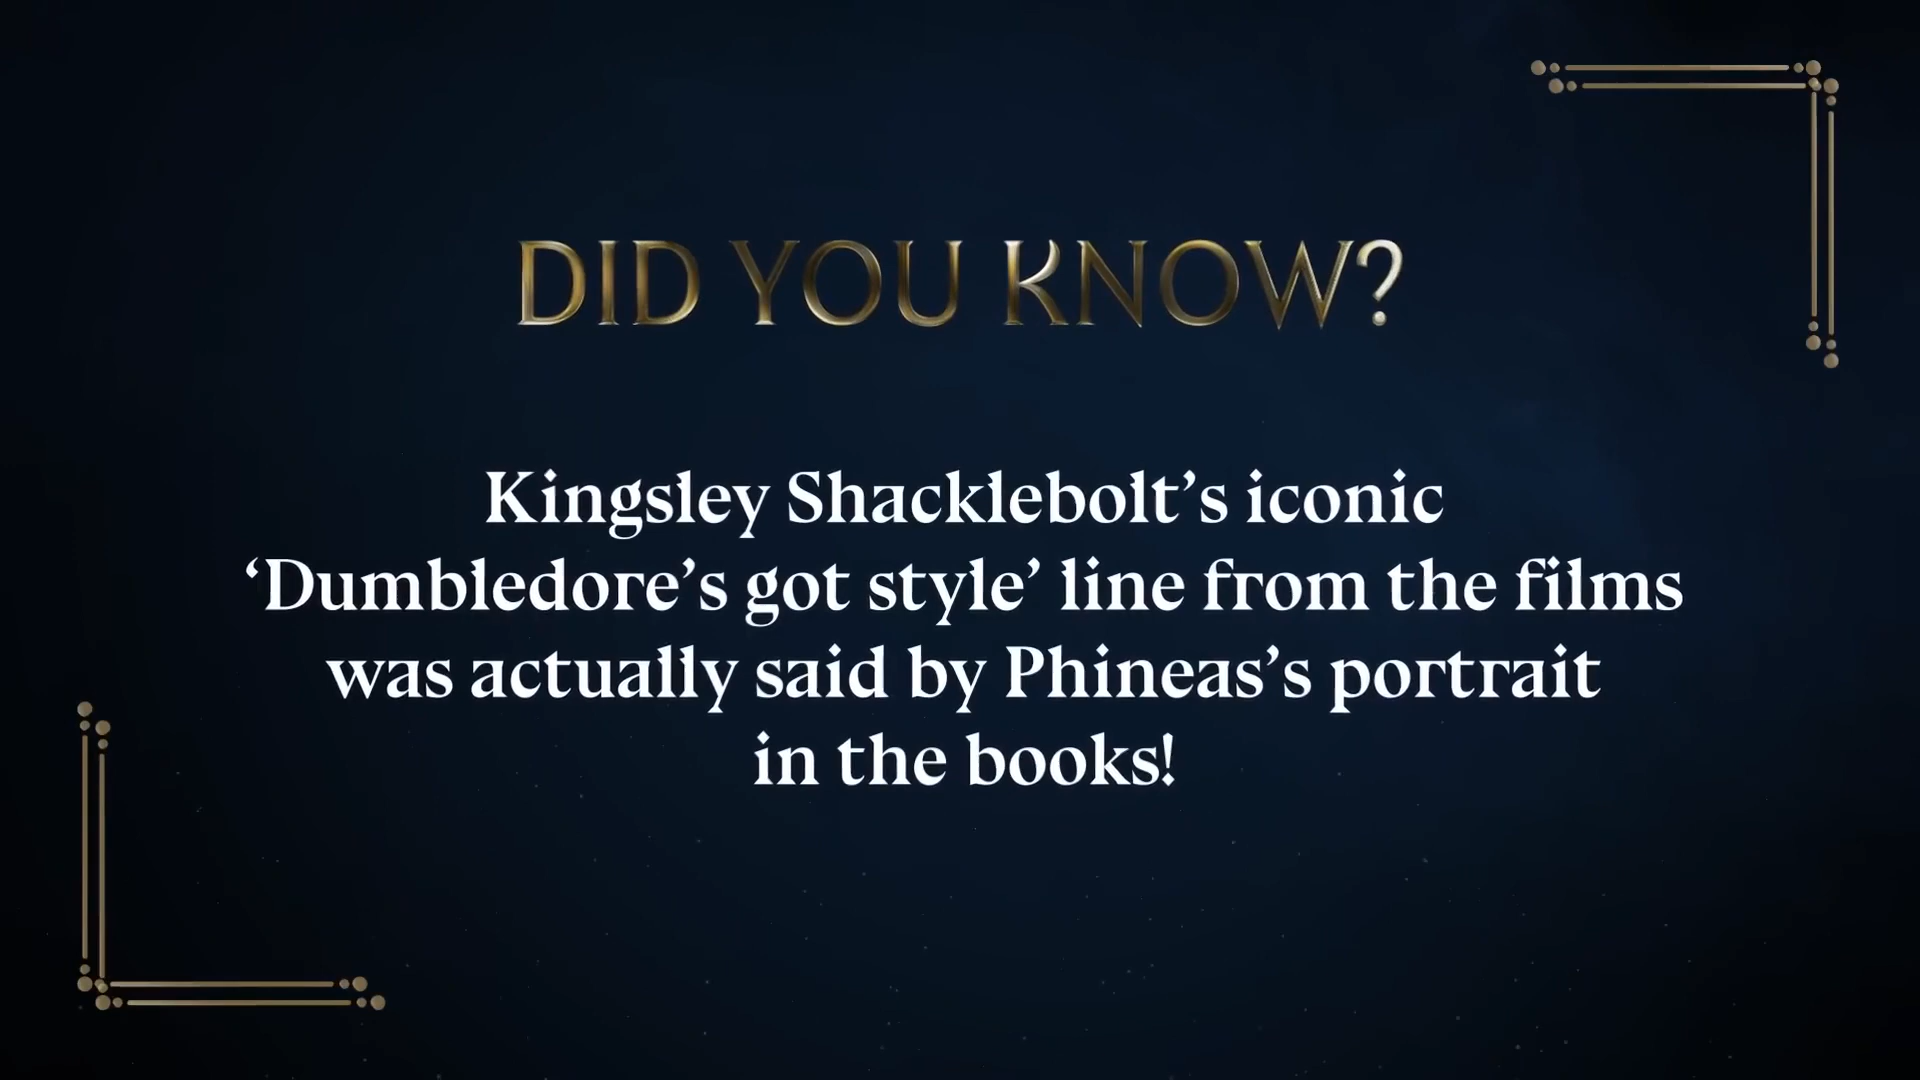 DID YOU KNOW?
Kingsley Shacklebolt’s iconic
‘Dumbledore’s got style’ line from the films
was actually said by Phineas’s portrait
in the books!